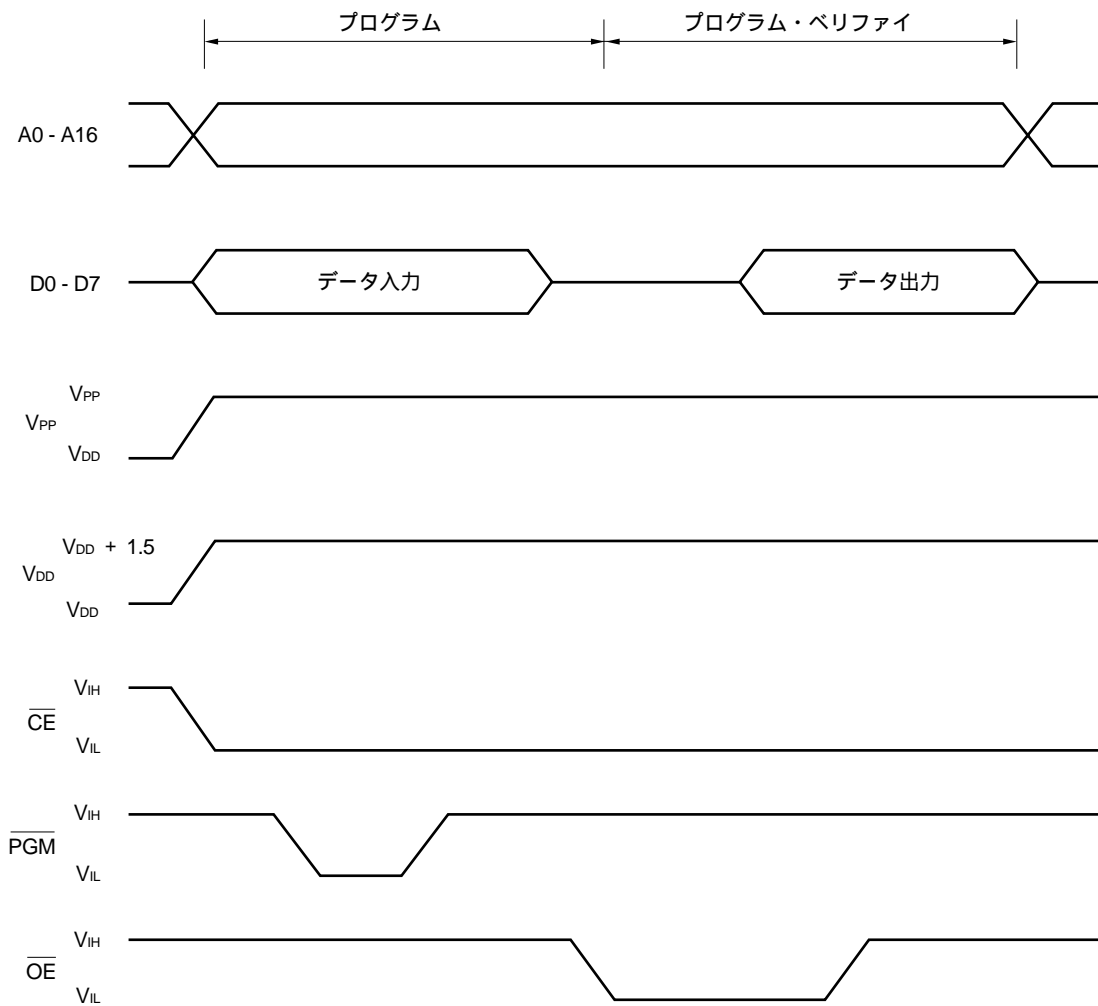 プログラム プログラム・ベリファイ
A0 - A16
D0 - D7 データ入力 データ出力
VPP
VPP
VDD
VDD + 1.5
VDD
VDD
VIH
CE
VIL
VIH
PGM
VIL
VIH
OE
VIL